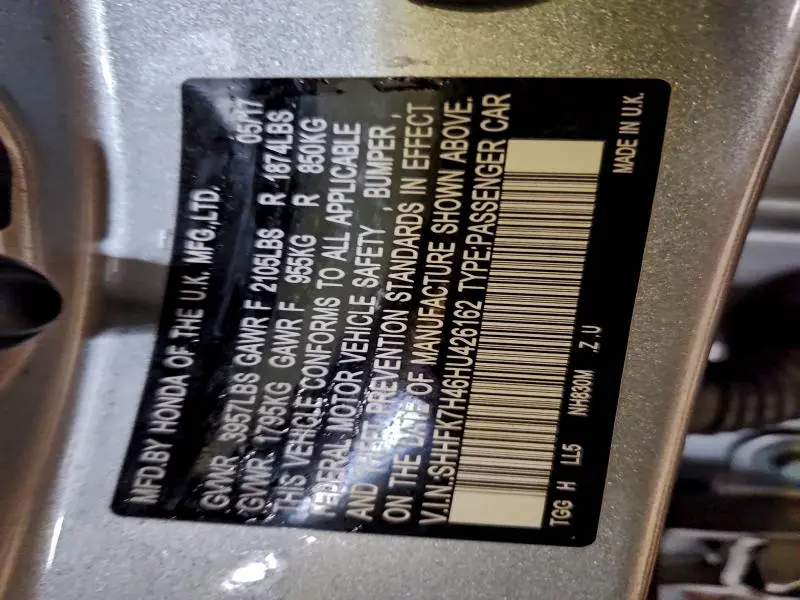 MFD.BY HONDA OF THE U.K. MFG.,LTD. 05/17
GVWR 3957LBS GAWR F 2105LBS R 1874LBS
GVWR 1795KG GAWR F 955KG R 850KG
THIS VEHICLE CONFORMS TO ALL APPLICABLE
FEDERAL MOTOR VEHICLE SAFETY , BUMPER ,
AND THEFT PREVENTION STANDARDS IN EFFECT
ON THE DATE OF MANUFACTURE SHOWN ABOVE.
V.I.N.:SHHFK7H46HU426162 TYPE:PASSENGER CAR
TGG H LL5 NH830M Z U MADE IN U.K.